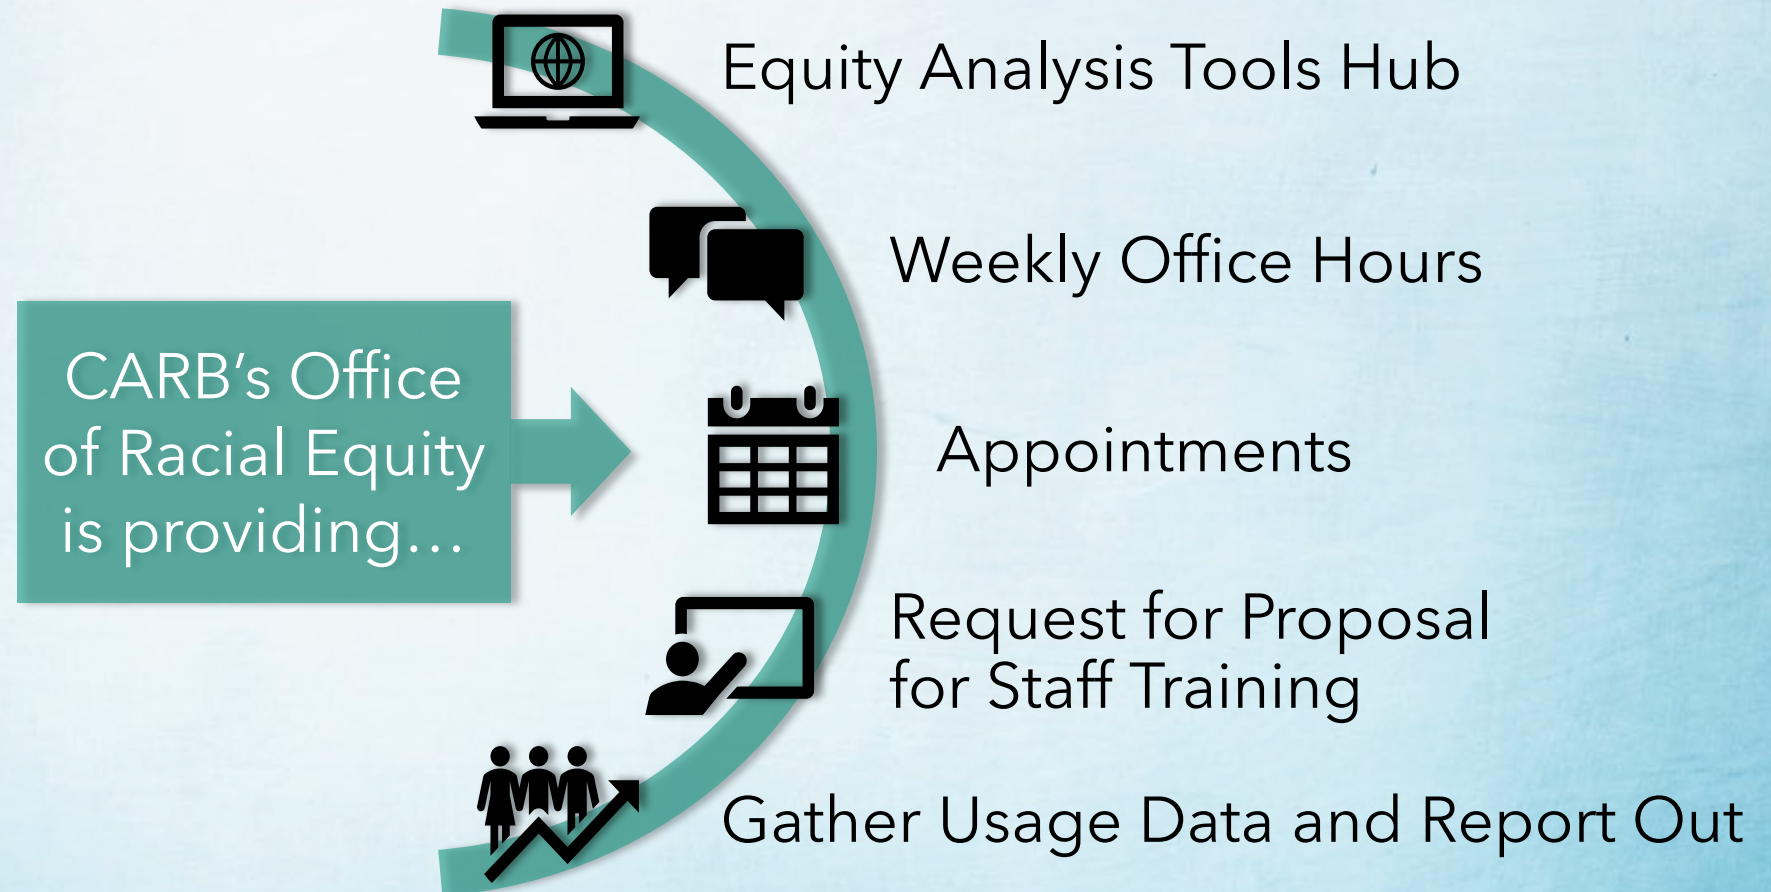 Equity Analysis Tools Hub
Weekly Office Hours
CARB’s Office
of Racial Equity
is providing…
Appointments
Request for Proposal
for Staff Training
Gather Usage Data and Report Out